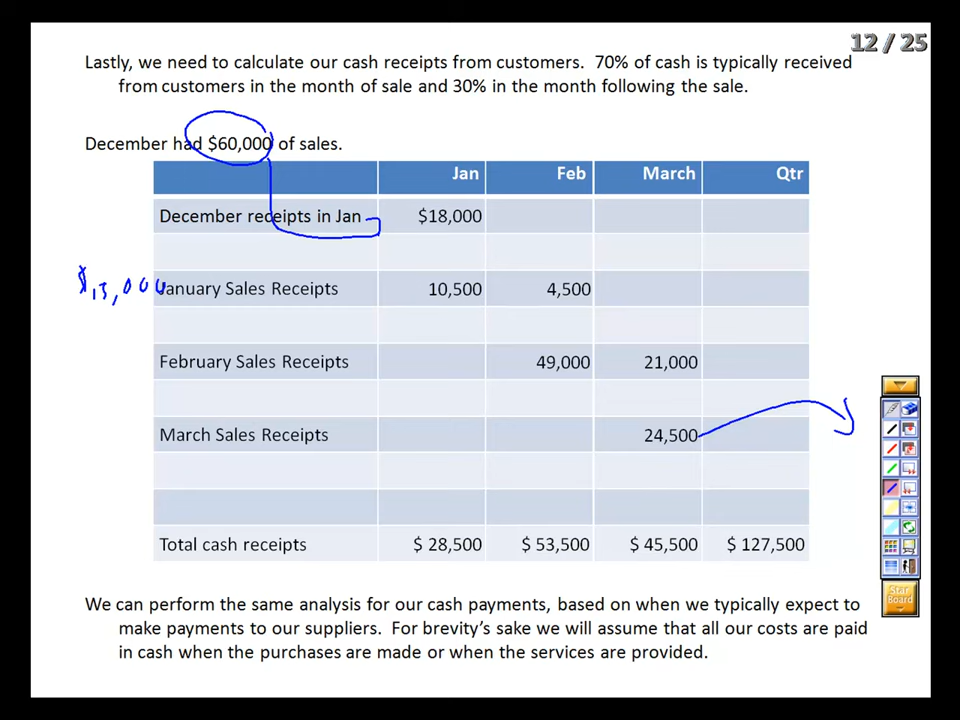 12 / 25
Lastly, we need to calculate our cash receipts from customers. 70% of cash is typically received
from customers in the month of sale and 30% in the month following the sale.
December had $60,000 of sales.
Jan Feb March Qtr
December receipts in Jan $18,000
$15,000 January Sales Receipts 10,500 4,500
February Sales Receipts 49,000 21,000
March Sales Receipts 24,500
Total cash receipts $ 28,500 $ 53,500 $ 45,500 $ 127,500
We can perform the same analysis for our cash payments, based on when we typically expect to
make payments to our suppliers. For brevity's sake we will assume that all our costs are paid
in cash when the purchases are made or when the services are provided.
Star
Board